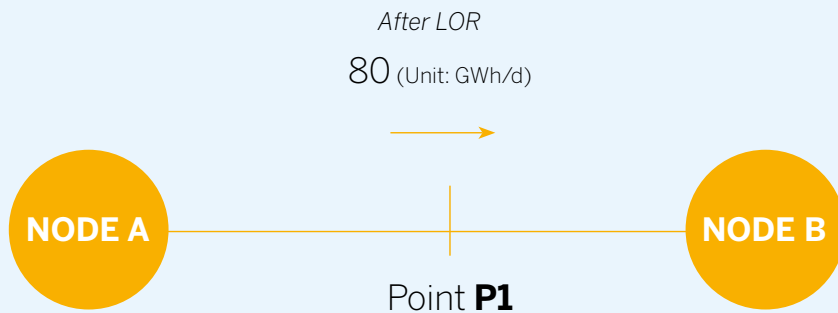 After LOR
80 (Unit: GWh/d)
NODE A
NODE B
Point P1